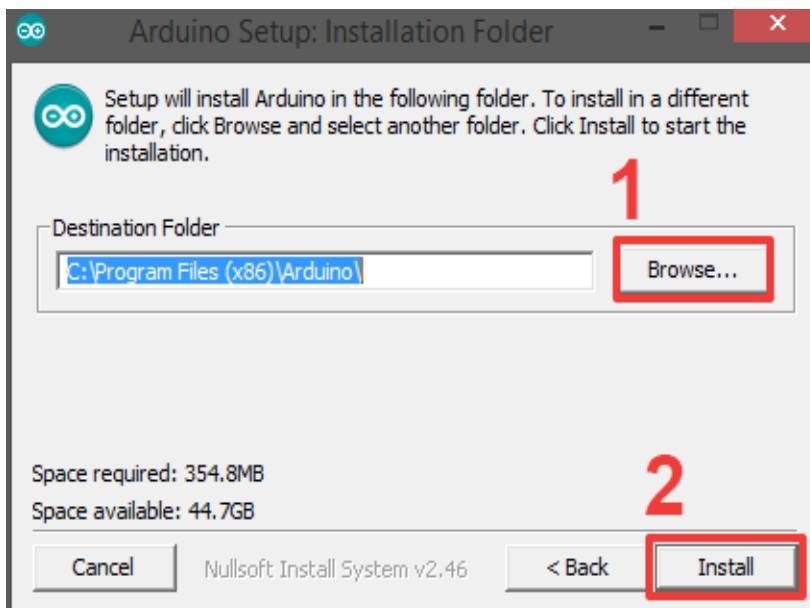 Arduino Setup: Installation Folder
Setup will install Arduino in the following folder. To install in a different
folder, click Browse and select another folder. Click Install to start the
installation.
1
Destination Folder
C:\Program Files (x86)\Arduino\
Browse...
Space required: 354.8MB
Space available: 44.7GB
2
Cancel
Nullsoft Install System v2.46
< Back
Install